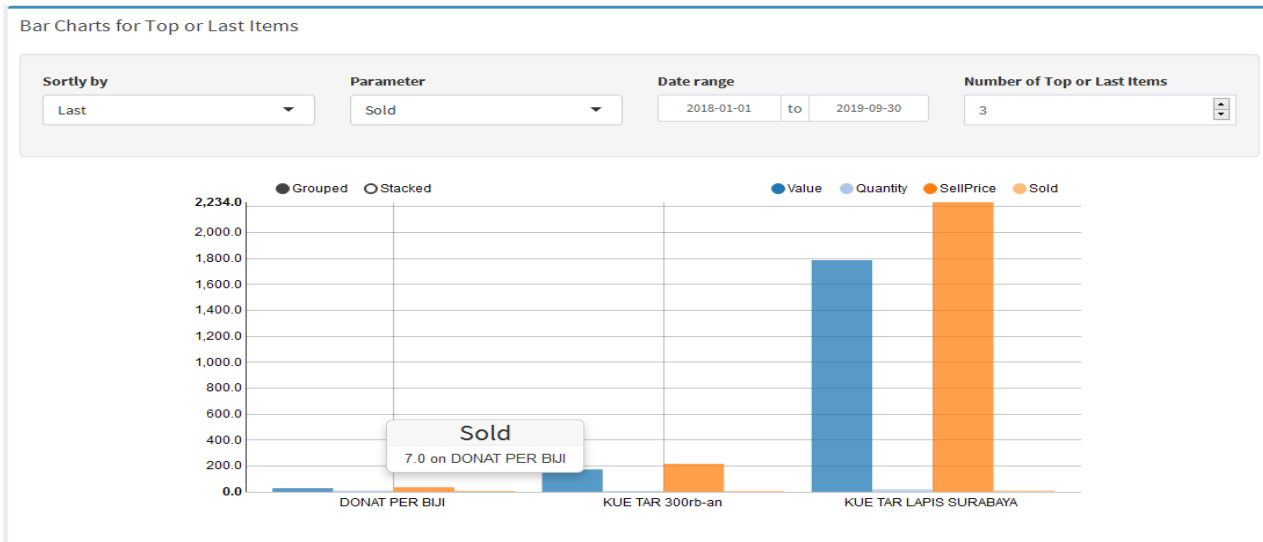 Bar Charts for Top or Last Items
Sortly by
Parameter
Date range
Number of Top or Last Items
Last
Sold
2018-01-01 to 2019-09-30
3
Grouped Stacked
Value Quantity SellPrice Sold
2,234.0
2,000.0
1,800.0
1,600.0
1,400.0
1,200.0
1,000.0
800.0
600.0
400.0
200.0
0.0
Sold
7.0 on DONAT PER BIJI
DONAT PER BIJI
KUE TAR 300rb-an
KUE TAR LAPIS SURABAYA